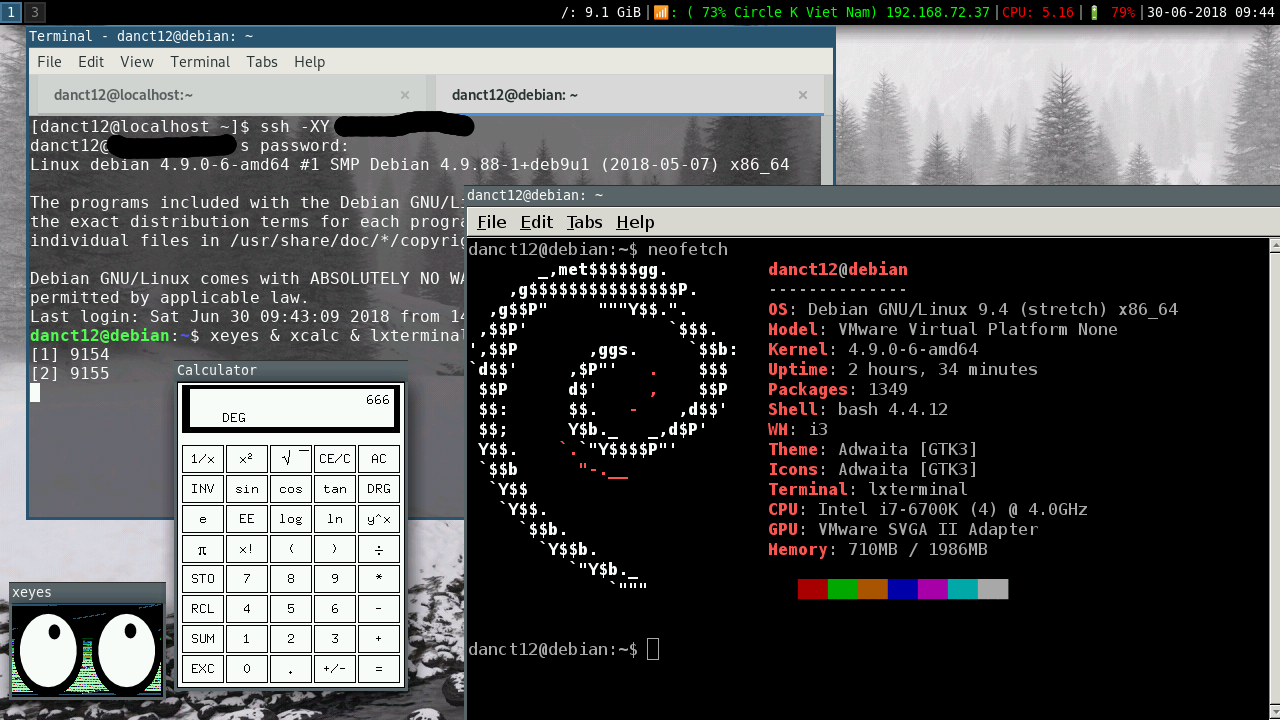 1 3 /: 9.1 GiB | : ( 73% Circle K Viet Nam) 192.168.72.37 | CPU: 5.16 | 79% | 30-06-2018 09:44
Terminal - danct12@debian: ~
File Edit View Terminal Tabs Help
danct12@localhost:~ × danct12@debian: ~ ×
[danct12@localhost ~]$ ssh -XY
danct12@ s password:
Linux debian 4.9.0-6-amd64 #1 SMP Debian 4.9.88-1+deb9u1 (2018-05-07) x86_64
The programs included with the Debian GNU/L
the exact distribution terms for each progra
individual files in /usr/share/doc/*/copyrig
Debian GNU/Linux comes with ABSOLUTELY NO WA
permitted by applicable law.
Last login: Sat Jun 30 09:43:09 2018 from 14
danct12@debian:~$ xeyes & xcalc & lxterminal
[1] 9154
[2] 9155
danct12@debian: ~
File Edit Tabs Help
danct12@debian:~$ neofetch
_,met$$$$$gg.
,g$$$$$$$$$$$$$$$P.
,g$$P"     """Y$$.".
,$$P'              `$$$.
',$$P       ,ggs.     `$$b:
`d$$'     ,$P"'   .    $$$
$$P      d$'     ,    $$P
$$:      $$.   -    ,d$$'
$$;      Y$b._   _,d$P'
Y$$.    `.`"Y$$$$P"'
`$$b      "-.__
`Y$$
`Y$$.
`$$b.
`Y$$b.
`"Y$b._
`"""
danct12@debian
--------------
OS: Debian GNU/Linux 9.4 (stretch) x86_64
Model: VMware Virtual Platform None
Kernel: 4.9.0-6-amd64
Uptime: 2 hours, 34 minutes
Packages: 1349
Shell: bash 4.4.12
WM: i3
Theme: Adwaita [GTK3]
Icons: Adwaita [GTK3]
Terminal: lxterminal
CPU: Intel i7-6700K (4) @ 4.0GHz
GPU: VMware SVGA II Adapter
Memory: 710MB / 1986MB
danct12@debian:~$
Calculator
666
DEG
1/x x² √ CE/C AC
INV sin cos tan DRG
e EE log ln y^x
π x! ( ) ÷
STO 7 8 9 *
RCL 4 5 6 -
SUM 1 2 3 +
EXC 0 . +/- =
xeyes